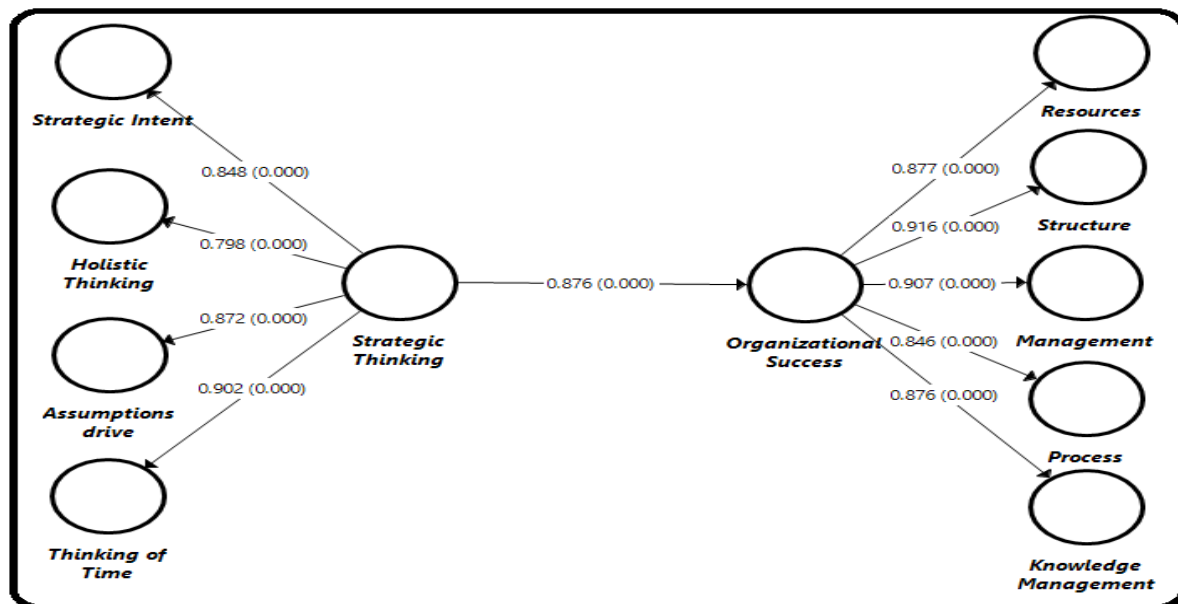 Strategic Intent
0.848 (0.000)
Holistic
Thinking
0.798 (0.000)
Assumptions
drive
0.872 (0.000)
Thinking of
Time
0.902 (0.000)
Strategic
Thinking
0.876 (0.000)
Organizational
Success
0.877 (0.000)
Resources
0.916 (0.000)
Structure
0.907 (0.000)
Management
0.846 (0.000)
Process
0.876 (0.000)
Knowledge
Management